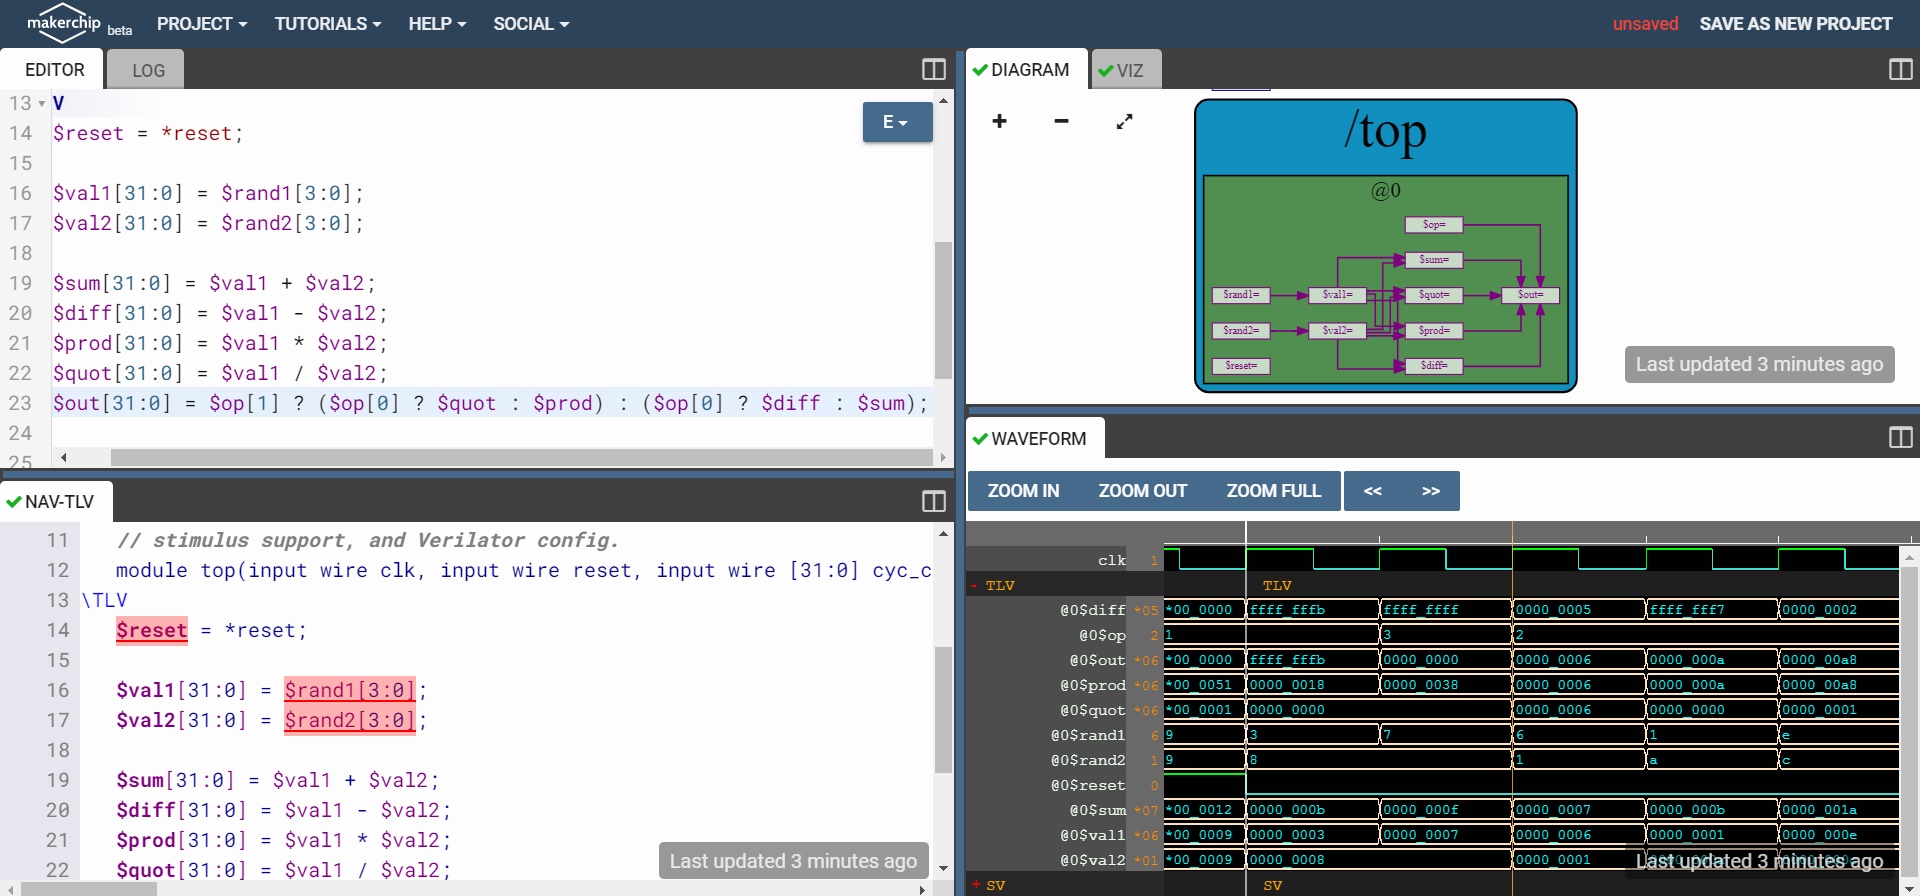 makerchip beta PROJECT TUTORIALS HELP SOCIAL unsaved SAVE AS NEW PROJECT
EDITOR LOG
13 V
14 $reset = *reset;
15
16 $val1[31:0] = $rand1[3:0];
17 $val2[31:0] = $rand2[3:0];
18
19 $sum[31:0] = $val1 + $val2;
20 $diff[31:0] = $val1 - $val2;
21 $prod[31:0] = $val1 * $val2;
22 $quot[31:0] = $val1 / $val2;
23 $out[31:0] = $op[1] ? ($op[0] ? $quot : $prod) : ($op[0] ? $diff : $sum);
24
25
E
NAV-TLV
11 // stimulus support, and Verilator config.
12 module top(input wire clk, input wire reset, input wire [31:0] cyc_c
13 \TLV
14 $reset = *reset;
15
16 $val1[31:0] = $rand1[3:0];
17 $val2[31:0] = $rand2[3:0];
18
19 $sum[31:0] = $val1 + $val2;
20 $diff[31:0] = $val1 - $val2;
21 $prod[31:0] = $val1 * $val2;
22 $quot[31:0] = $val1 / $val2;
Last updated 3 minutes ago
DIAGRAM VIZ
/top
@0
$op=
$sum=
$rand1= $val1= $quot= $out=
$rand2= $val2= $prod=
$reset= $diff=
Last updated 3 minutes ago
WAVEFORM
ZOOM IN ZOOM OUT ZOOM FULL << >>
clk 1
- TLV TLV
@0$diff *05 *00_0000 ffff_fffb ffff_ffff 0000_0005 ffff_fff7 0000_0002
@0$op 2 1 3 2
@0$out *06 *00_0000 ffff_fffb 0000_0000 0000_0006 0000_000a 0000_00a8
@0$prod *06 *00_0051 0000_0018 0000_0038 0000_0006 0000_000a 0000_00a8
@0$quot *06 *00_0001 0000_0000 0000_0006 0000_0000 0000_0001
@0$rand1 6 9 3 7 6 1 e
@0$rand2 1 9 8 1 a c
@0$reset 0
@0$sum *07 *00_0012 0000_000b 0000_000f 0000_0007 0000_000b 0000_001a
@0$val1 *06 *00_0009 0000_0003 0000_0007 0000_0006 0000_0001 0000_000e
@0$val2 *01 *00_0009 0000_0008 0000_0001
Last updated 3 minutes ago
+ SV SV